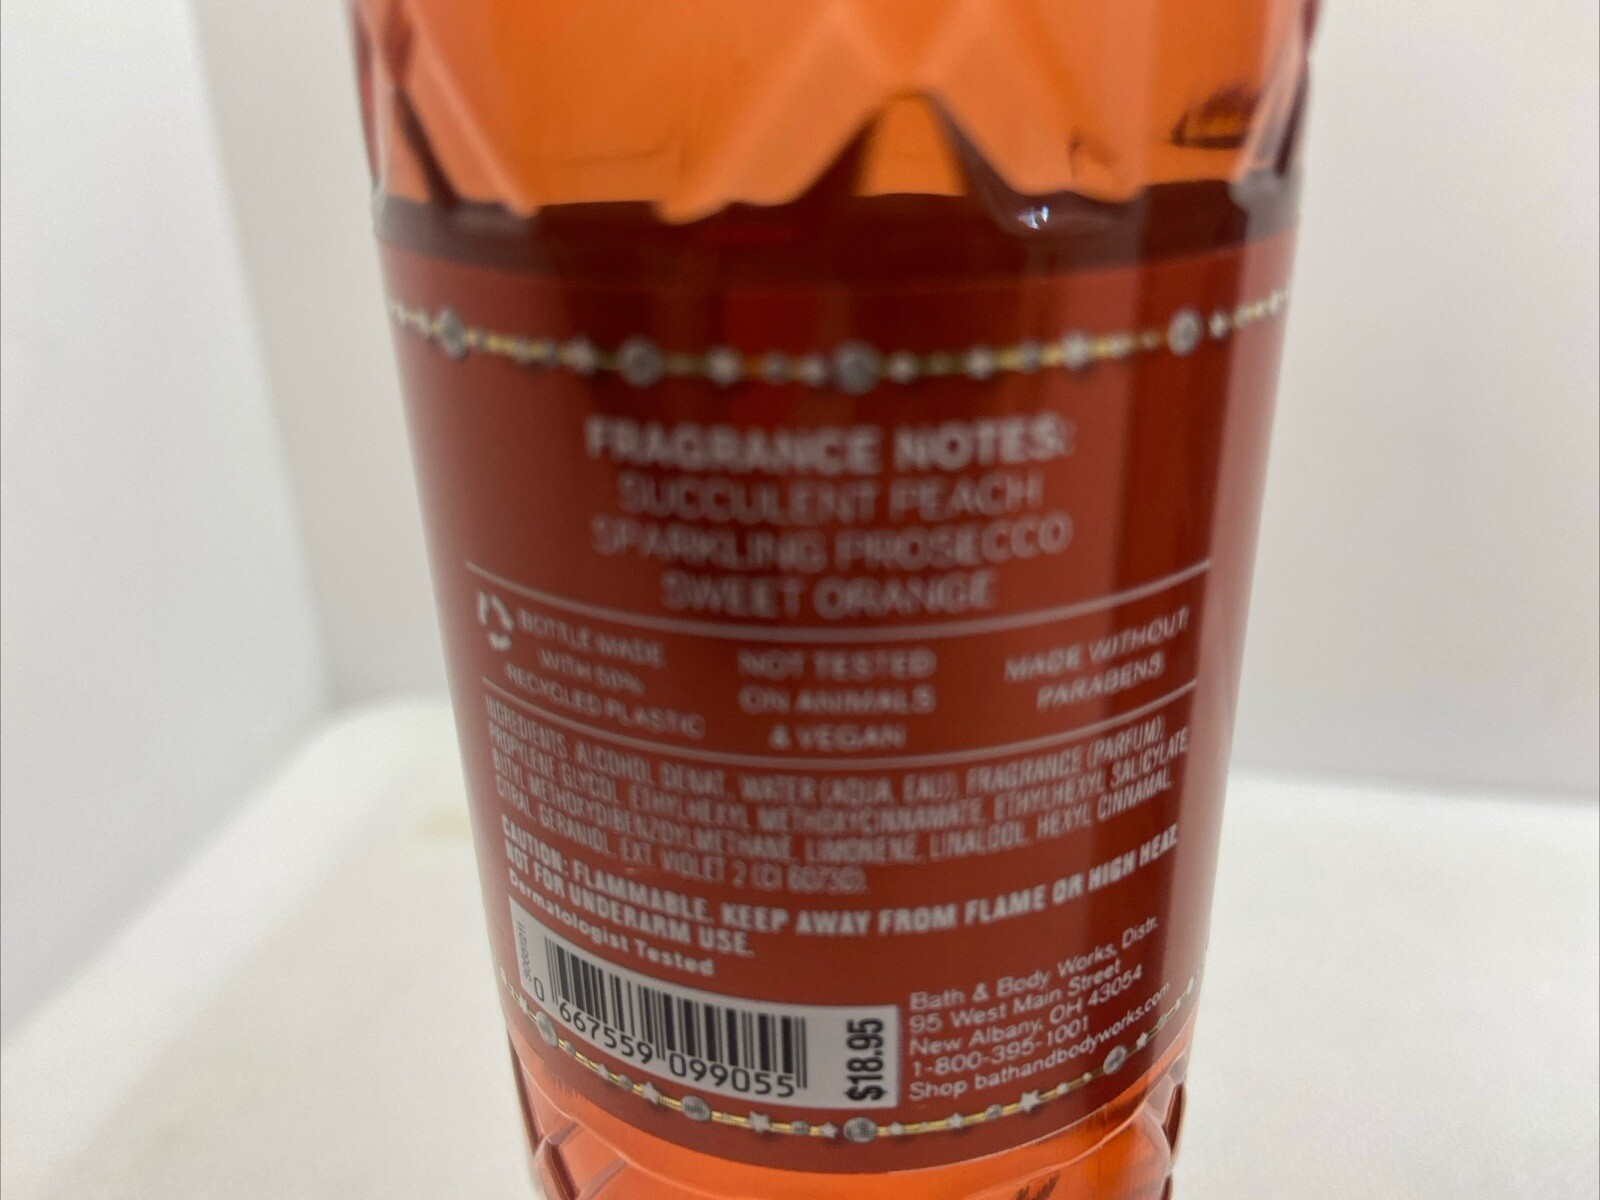 FRAGRANCE NOTES:
SUCCULENT PEACH
SPARKLING PROSECCO
SWEET ORANGE
BOTTLE MADE
WITH 50%
RECYCLED PLASTIC
NOT TESTED
ON ANIMALS
& VEGAN
MADE WITHOUT
PARABENS
INGREDIENTS: ALCOHOL DENAT., WATER (AQUA, EAU), FRAGRANCE (PARFUM),
PROPYLENE GLYCOL, ETHYLHEXYL METHOXYCINNAMATE, ETHYLHEXYL SALICYLATE,
BUTYL METHOXYDIBENZOYLMETHANE, LIMONENE, LINALOOL, HEXYL CINNAMAL,
CITRAL, GERANIOL, EXT. VIOLET 2 (CI 60730).
CAUTION: FLAMMABLE. KEEP AWAY FROM FLAME OR HIGH HEAT.
NOT FOR UNDERARM USE.
Dermatologist Tested
0 667559 099055
$18.95
Bath & Body Works, Distr.
95 West Main Street
New Albany, OH 43054
1-800-395-1001
Shop bathandbodyworks.com